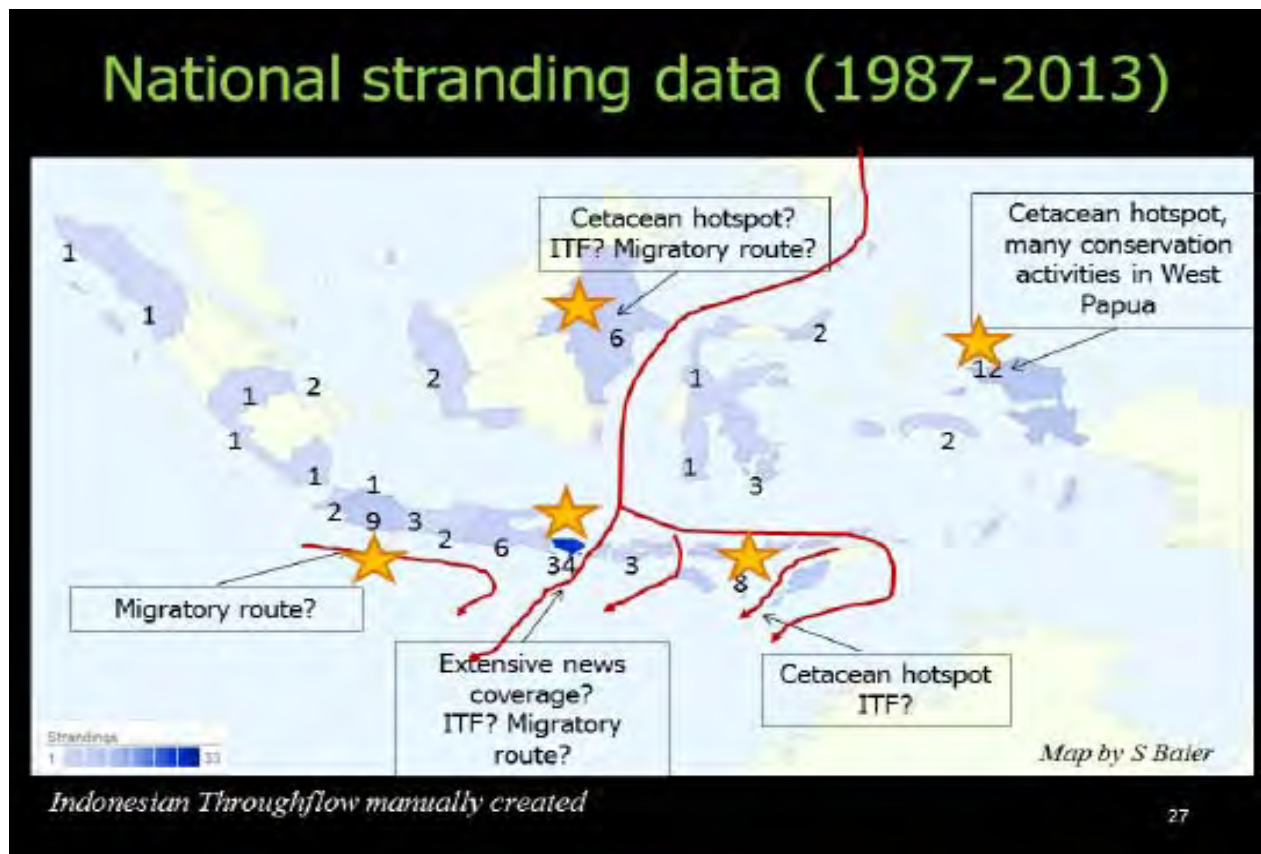 National stranding data (1987-2013)
Cetacean hotspot?
ITF? Migratory route?
Cetacean hotspot,
many conservation
activities in West
Papua
1
1
6
2
12
1
2
2
1
1
2
1
1
3
1
2
9
3
2
6
34
3
8
Migratory route?
Extensive news
coverage?
ITF? Migratory
route?
Cetacean hotspot
ITF?
Strandings
1
33
Map by S Baier
Indonesian Throughflow manually created
27